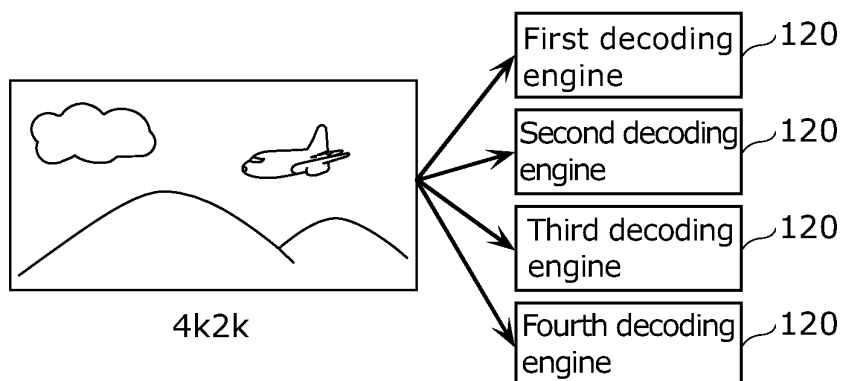 First decoding
engine
120
Second decoding
engine
120
Third decoding
engine
120
Fourth decoding
engine
120
4k2k